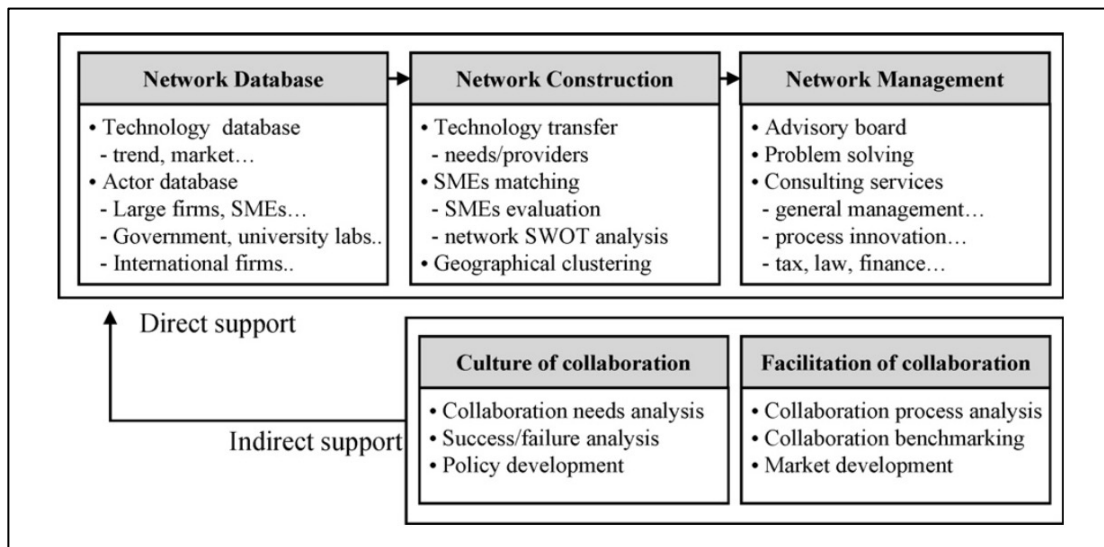 Network Database
• Technology database
- trend, market…
• Actor database
- Large firms, SMEs…
- Government, university labs..
- International firms..
Network Construction
• Technology transfer
- needs/providers
• SMEs matching
- SMEs evaluation
- network SWOT analysis
• Geographical clustering
Network Management
• Advisory board
• Problem solving
• Consulting services
- general management…
- process innovation…
- tax, law, finance…
Direct support
Indirect support
Culture of collaboration
• Collaboration needs analysis
• Success/failure analysis
• Policy development
Facilitation of collaboration
• Collaboration process analysis
• Collaboration benchmarking
• Market development